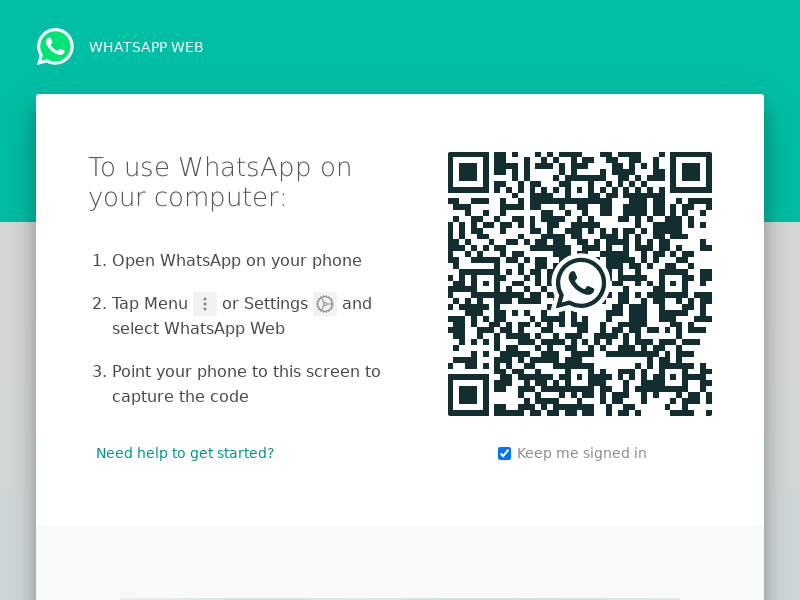 WHATSAPP WEB
To use WhatsApp on
your computer:
1. Open WhatsApp on your phone
2. Tap Menu or Settings and
select WhatsApp Web
3. Point your phone to this screen to
capture the code
Need help to get started?
Keep me signed in